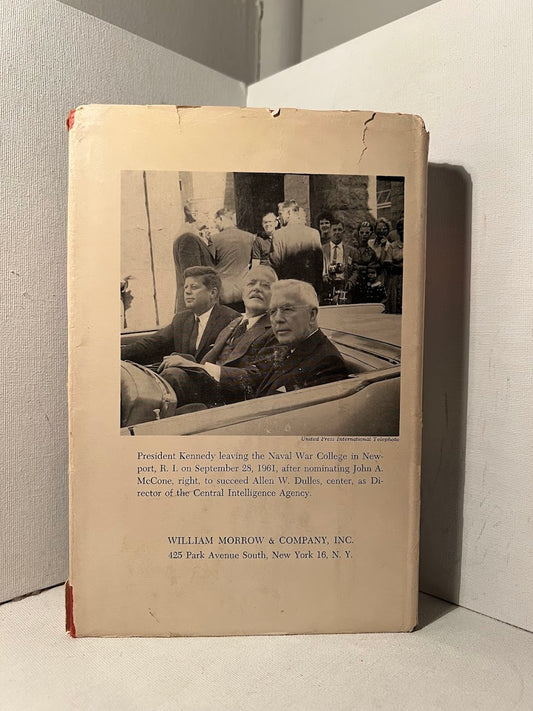 United Press International Telephoto
President Kennedy leaving the Naval War College in New-
port, R. I. on September 28, 1961, after nominating John A.
McCone, right, to succeed Allen W. Dulles, center, as Di-
rector of the Central Intelligence Agency.
WILLIAM MORROW & COMPANY, INC.
425 Park Avenue South, New York 16, N. Y.